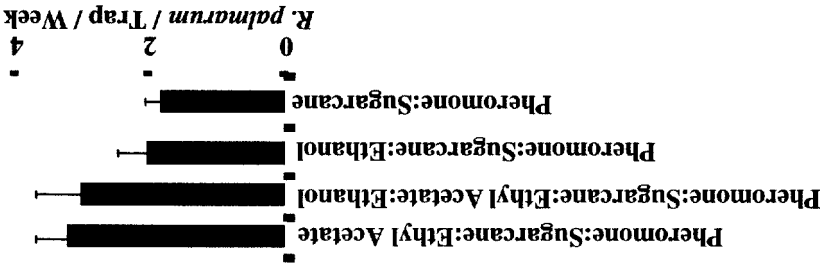 Pheromone:Sugarcane:Ethyl Acetate
Pheromone:Sugarcane:Ethyl Acetate:Ethanol
Pheromone:Sugarcane:Ethanol
Pheromone:Sugarcane
0 2 4
R. palmarum / Trap / Week